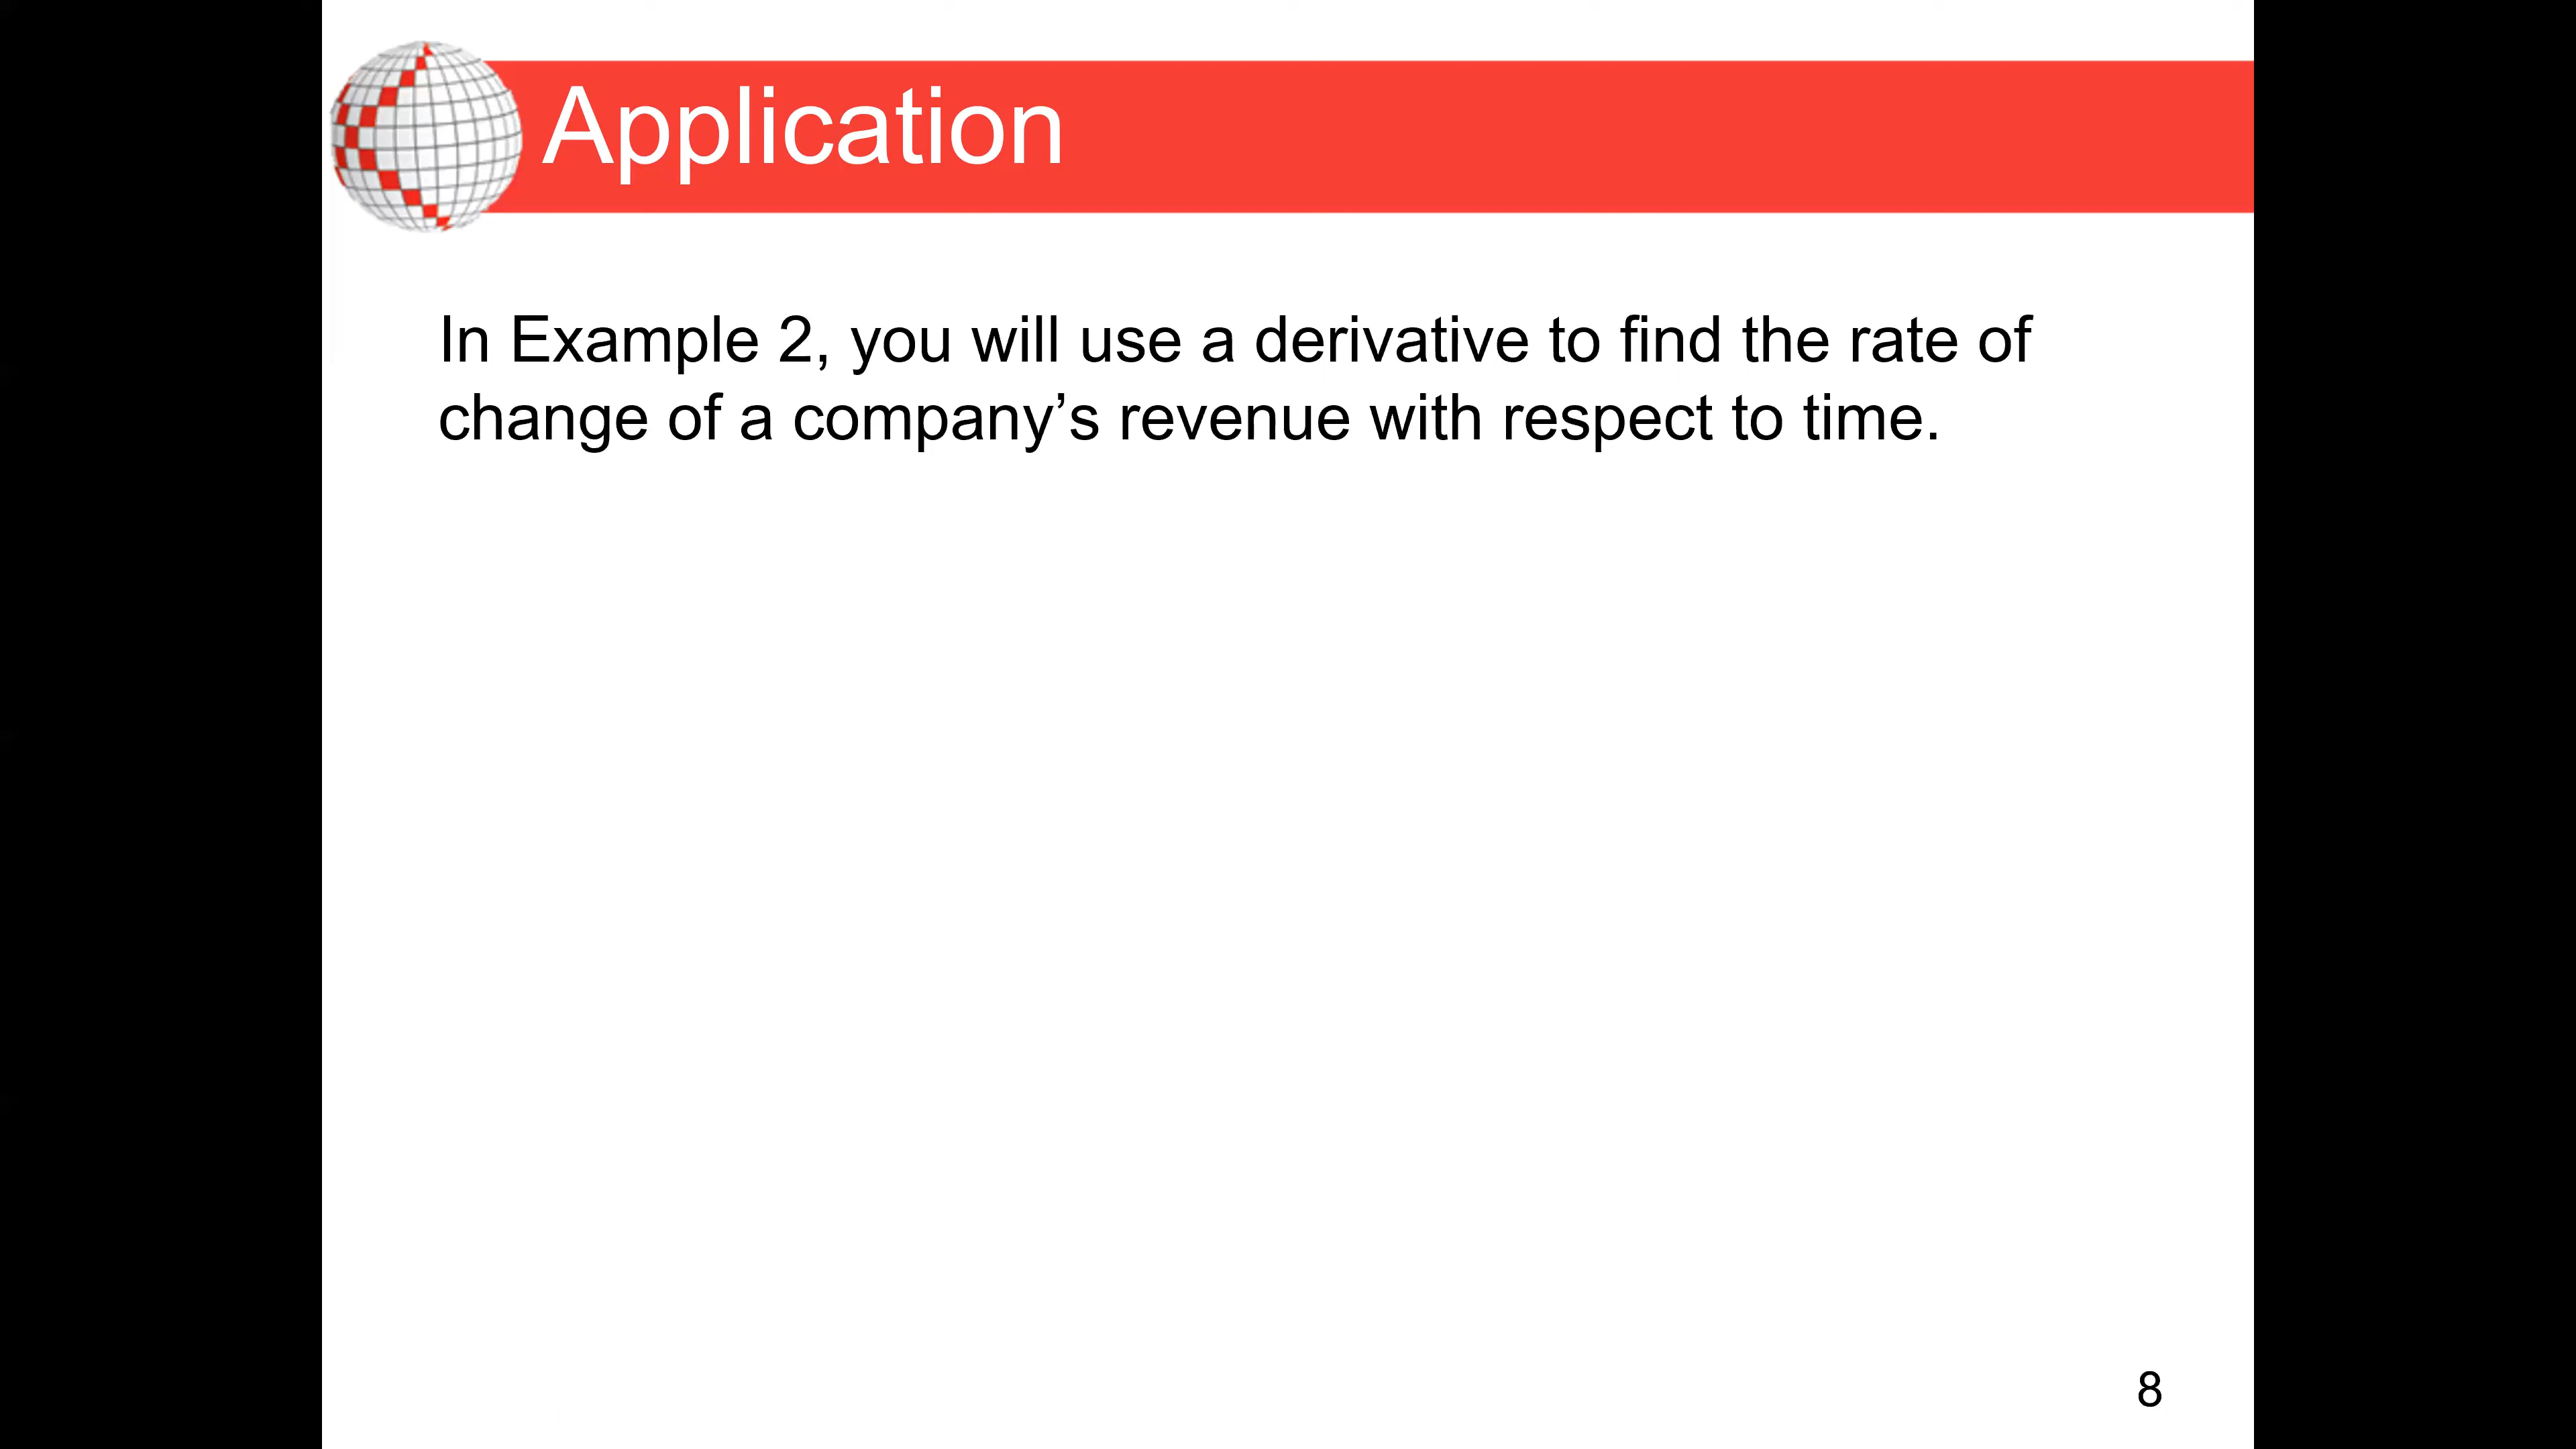 Application
In Example 2, you will use a derivative to find the rate of
change of a company’s revenue with respect to time.
8